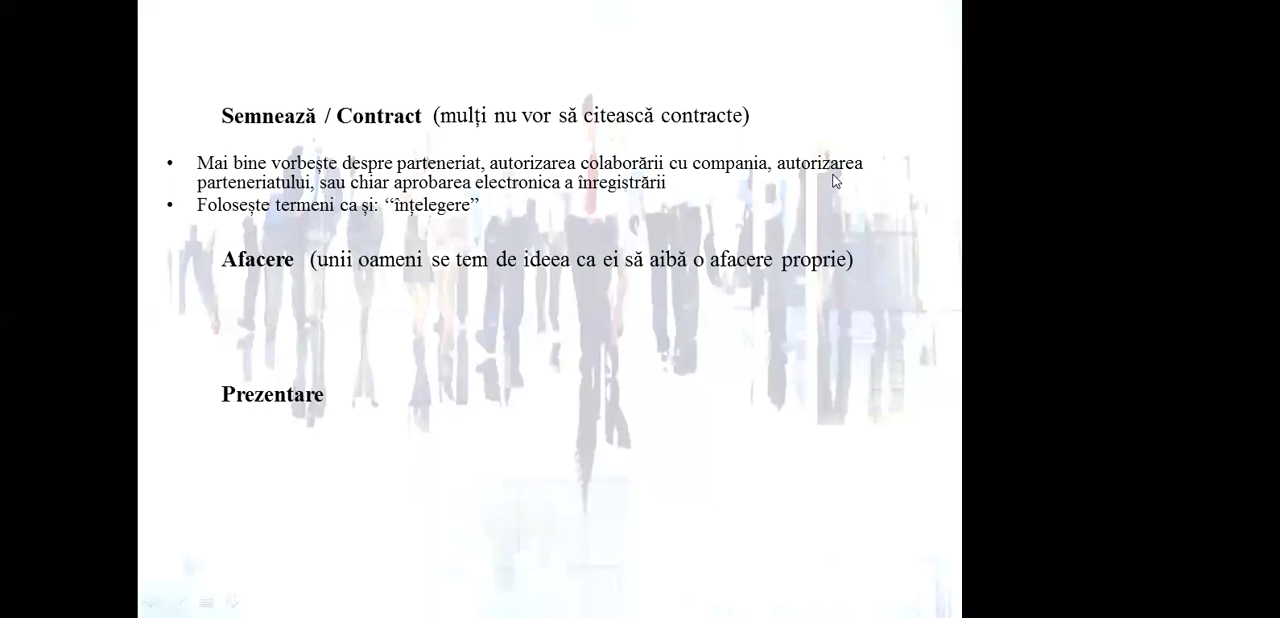 Semnează / Contract (mulți nu vor să citească contracte)
• Mai bine vorbește despre parteneriat, autorizarea colaborării cu compania, autorizarea
parteneriatului, sau chiar aprobarea electronica a înregistrării
• Folosește termeni ca și: “înțelegere”
Afacere (unii oameni se tem de ideea ca ei să aibă o afacere proprie)
Prezentare